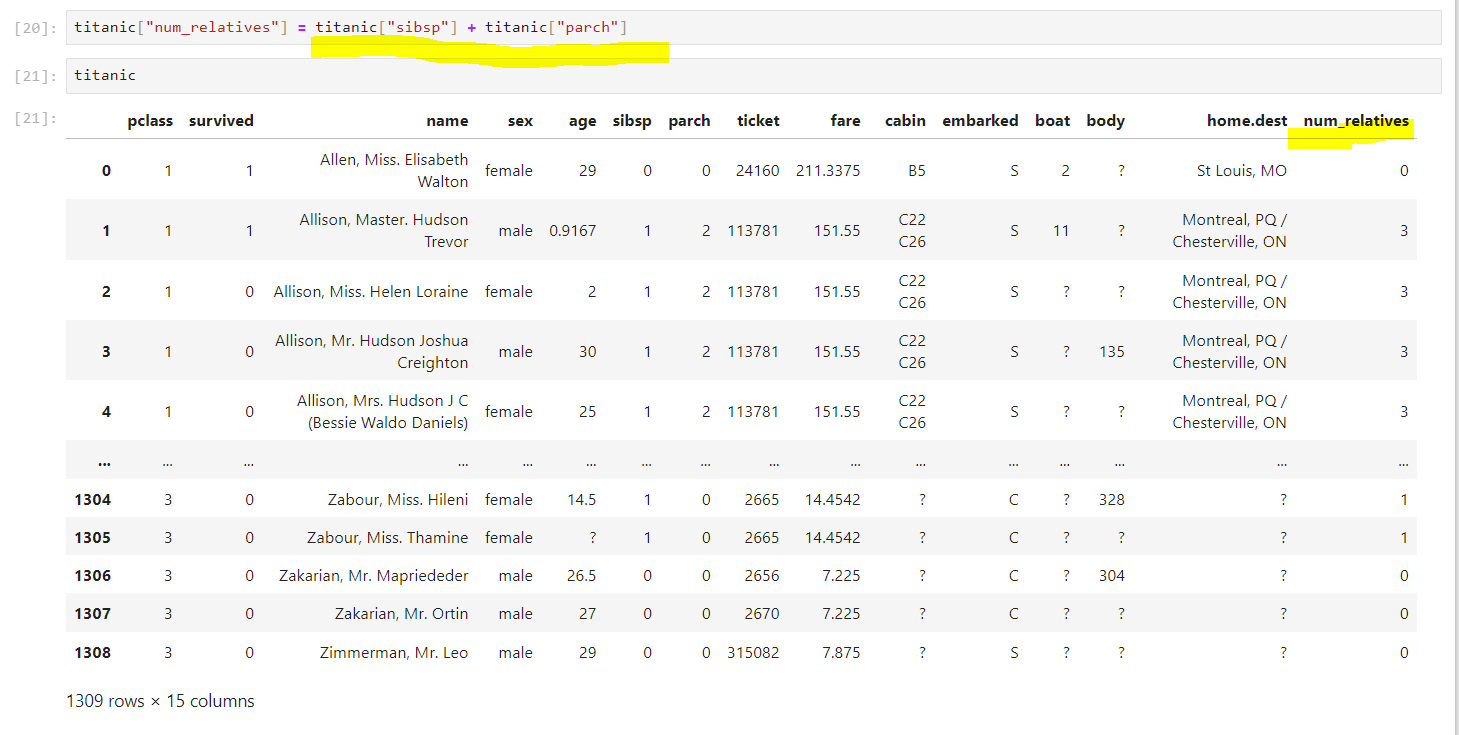 [20]: titanic["num_relatives"] = titanic["sibsp"] + titanic["parch"]
[21]: titanic
[21]:
pclass survived name sex age sibsp parch ticket fare cabin embarked boat body home.dest num_relatives
0 1 1 Allen, Miss. Elisabeth Walton female 29 0 0 24160 211.3375 B5 S 2 ? St Louis, MO 0
1 1 1 Allison, Master. Hudson Trevor male 0.9167 1 2 113781 151.55 C22 C26 S 11 ? Montreal, PQ / Chesterville, ON 3
2 1 0 Allison, Miss. Helen Loraine female 2 1 2 113781 151.55 C22 C26 S ? ? Montreal, PQ / Chesterville, ON 3
3 1 0 Allison, Mr. Hudson Joshua Creighton male 30 1 2 113781 151.55 C22 C26 S ? 135 Montreal, PQ / Chesterville, ON 3
4 1 0 Allison, Mrs. Hudson J C (Bessie Waldo Daniels) female 25 1 2 113781 151.55 C22 C26 S ? ? Montreal, PQ / Chesterville, ON 3
... ... ... ... ... ... ... ... ... ... ... ... ... ... ... ...
1304 3 0 Zabour, Miss. Hileni female 14.5 1 0 2665 14.4542 ? C ? 328 ? 1
1305 3 0 Zabour, Miss. Thamine female ? 1 0 2665 14.4542 ? C ? ? ? 1
1306 3 0 Zakarian, Mr. Mapriededer male 26.5 0 0 2656 7.225 ? C ? 304 ? 0
1307 3 0 Zakarian, Mr. Ortin male 27 0 0 2670 7.225 ? C ? ? ? 0
1308 3 0 Zimmerman, Mr. Leo male 29 0 0 315082 7.875 ? S ? ? ? 0
1309 rows × 15 columns